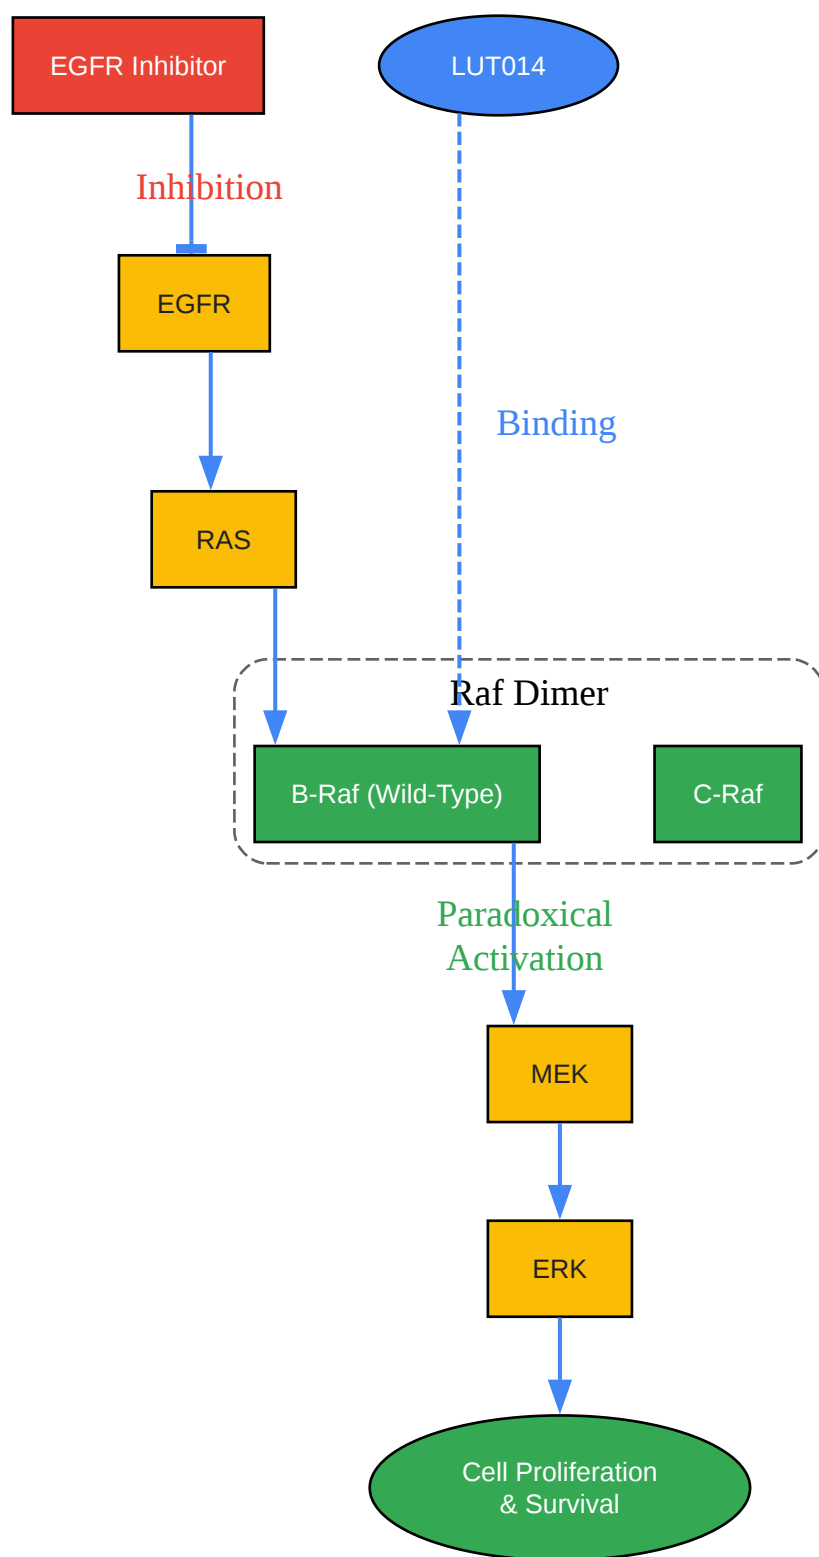 EGFR Inhibitor
LUT014
Inhibition
EGFR
Binding
RAS
Raf Dimer
B-Raf (Wild-Type)
C-Raf
Paradoxical
Activation
MEK
ERK
Cell Proliferation
& Survival